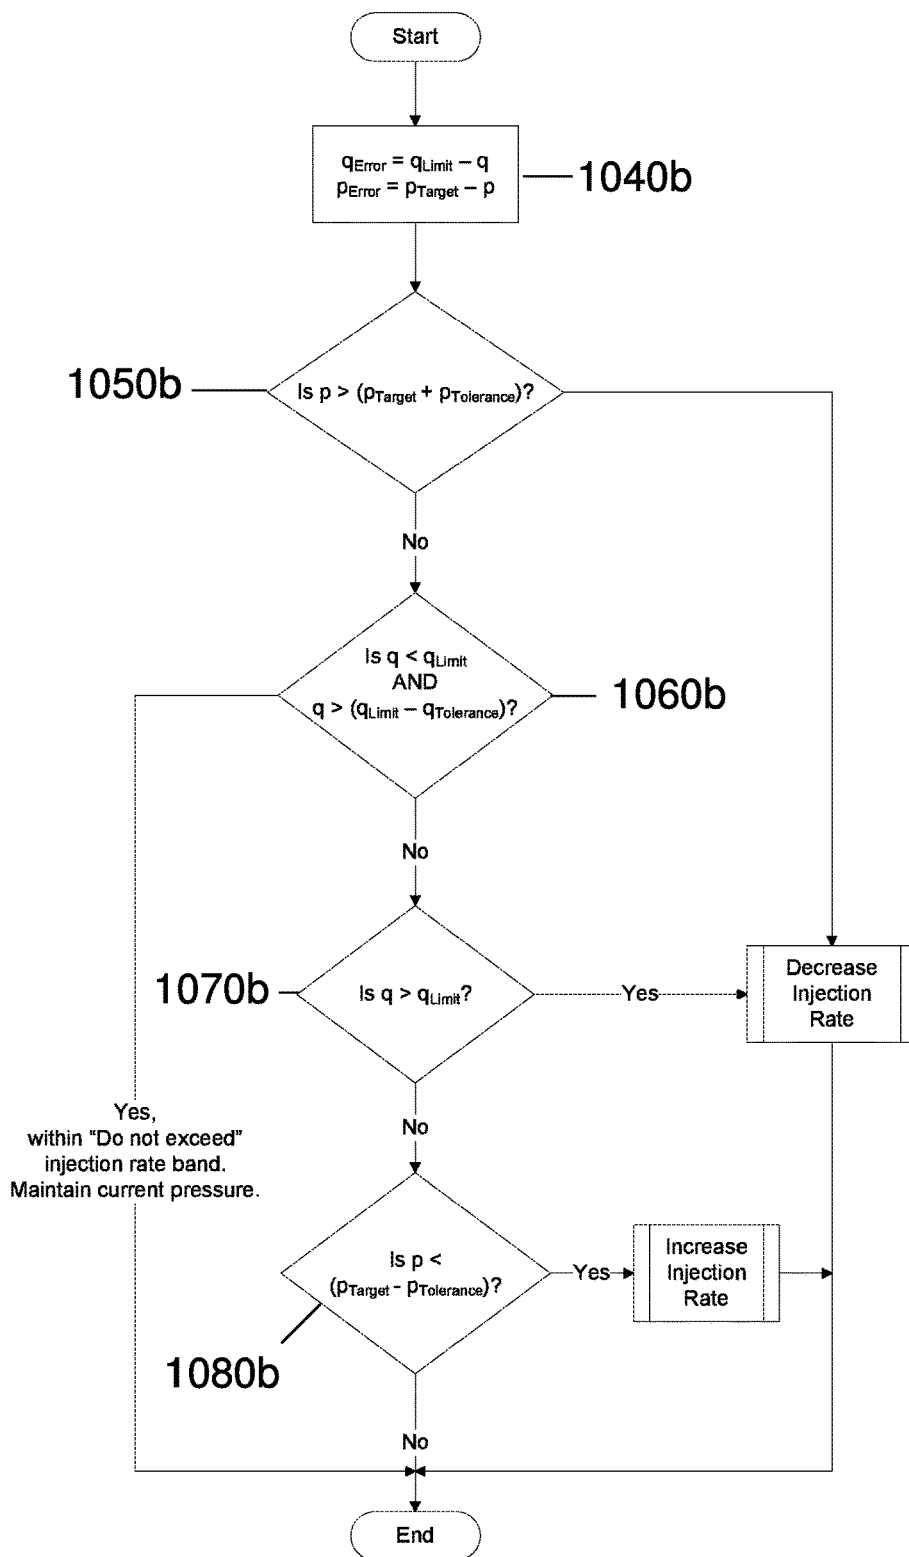 Start
qError = qLimit – q
pError = pTarget – p
1040b
1050b
Is p > (pTarget + pTolerance)?
No
Is q < qLimit
AND
q > (qLimit – qTolerance)?
1060b
No
1070b
Is q > qLimit?
Yes
Decrease
Injection
Rate
Yes,
within "Do not exceed"
injection rate band.
Maintain current pressure.
No
Is p <
(pTarget - pTolerance)?
Yes
Increase
Injection
Rate
1080b
No
End